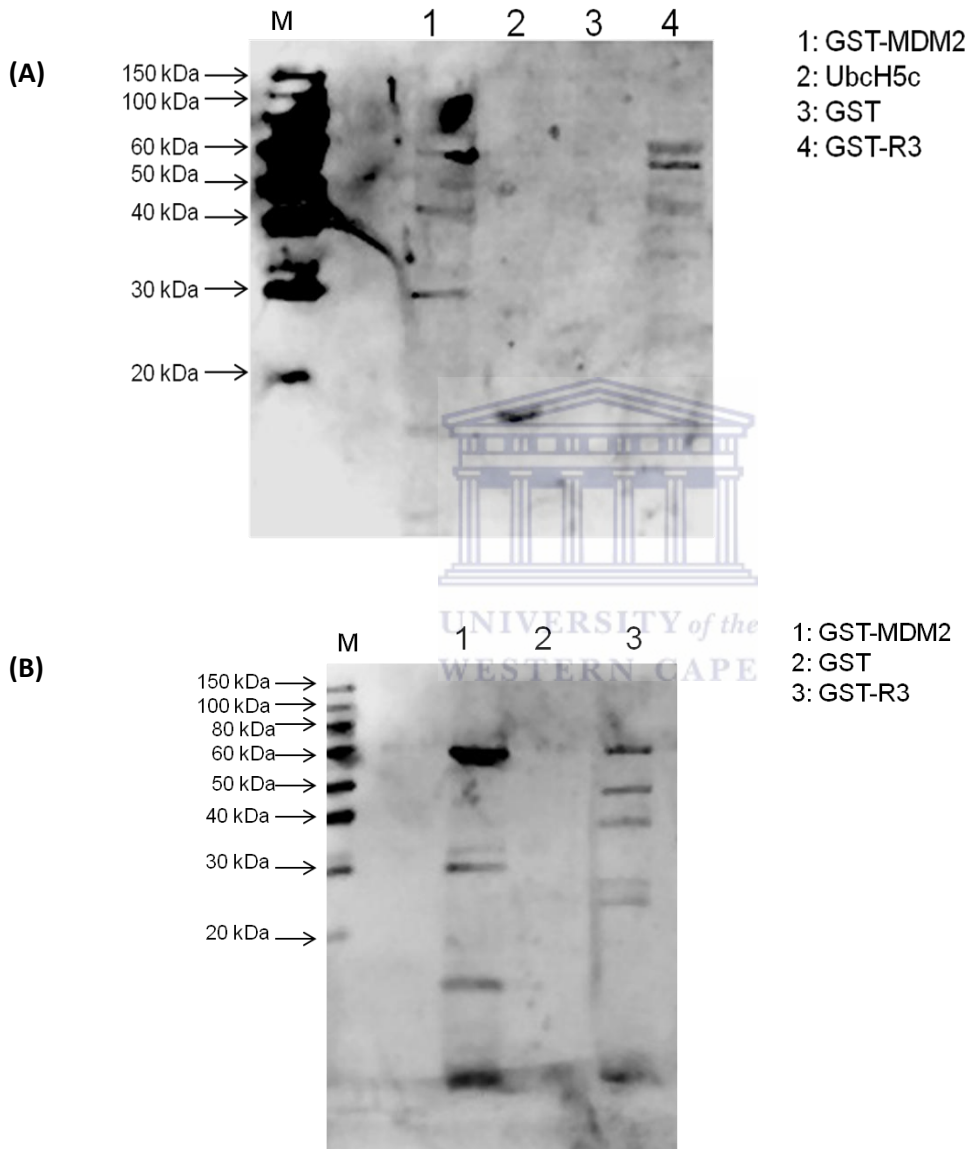 M 1 2 3 4
(A)
150 kDa
100 kDa
60 kDa
50 kDa
40 kDa
30 kDa
20 kDa
1: GST-MDM2
2: UbcH5c
3: GST
4: GST-R3
UNIVERSITY of the
WESTERN CAPE
M 1 2 3
(B)
150 kDa
100 kDa
80 kDa
60 kDa
50 kDa
40 kDa
30 kDa
20 kDa
1: GST-MDM2
2: GST
3: GST-R3